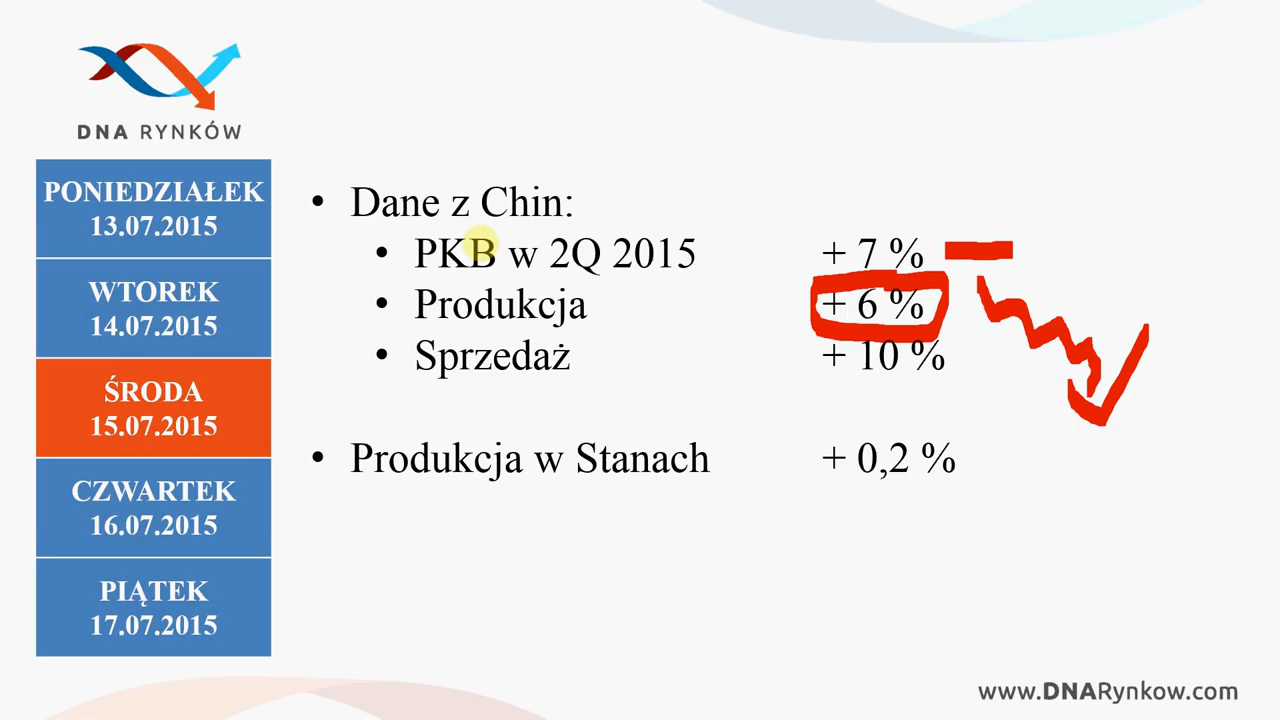 DNA RYNKÓW
PONIEDZIAŁEK
13.07.2015
WTOREK
14.07.2015
ŚRODA
15.07.2015
CZWARTEK
16.07.2015
PIĄTEK
17.07.2015
• Dane z Chin:
• PKB w 2Q 2015 + 7 %
• Produkcja + 6 %
• Sprzedaż + 10 %
• Produkcja w Stanach + 0,2 %
www.DNARynkow.com